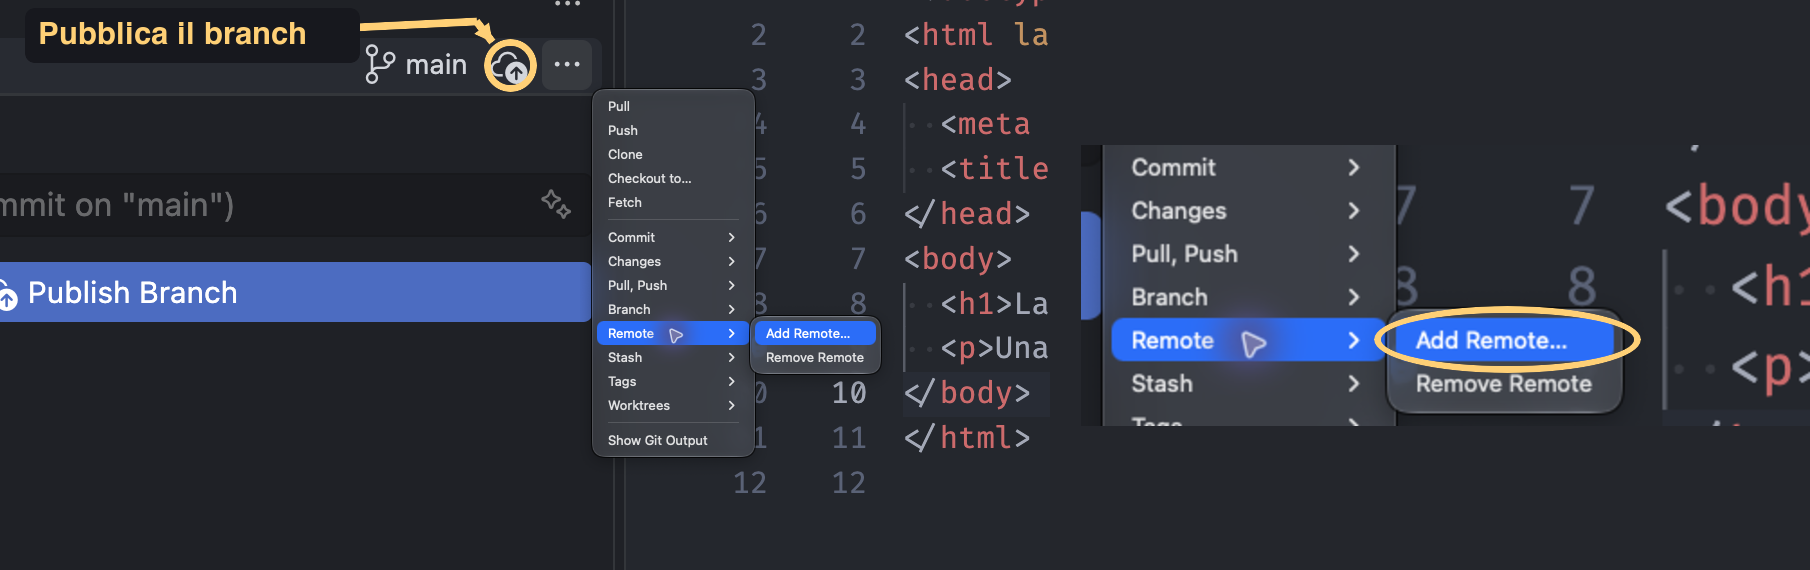 Pubblica il branch
main
mmit on "main")
Publish Branch
Pull
Push
Clone
Checkout to...
Fetch
Commit
Changes
Pull, Push
Branch
Remote
Stash
Tags
Worktrees
Show Git Output
Add Remote...
Remove Remote
2 2 <html la
3 3 <head>
4 4 <meta
5 5 <title
6 6 </head>
7 7 <body>
8 8 <h1>La
<p>Una
0 10 </body>
1 11 </html>
12 12
Commit
Changes
Pull, Push
Branch
Remote
Stash
Tags
Add Remote...
Remove Remote
7 7 <body
8 8 <h1
<p>